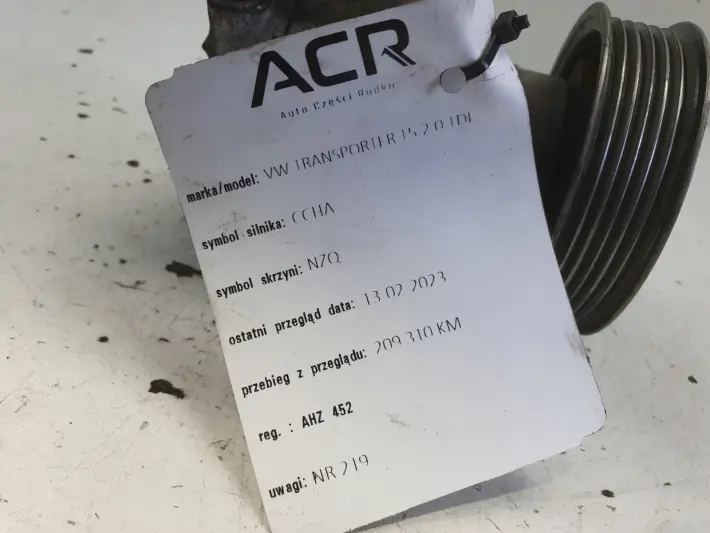 ACR
Auto Części Rudka
marka/model: VW TRANSPORTER T5 2.0 TDI
symbol silnika: CCHA
symbol skrzyni: NZQ
ostatni przegląd data: 13.02.2023
przebieg z przeglądu: 209 310 KM
reg. : AHZ 452
uwagi: NR 219